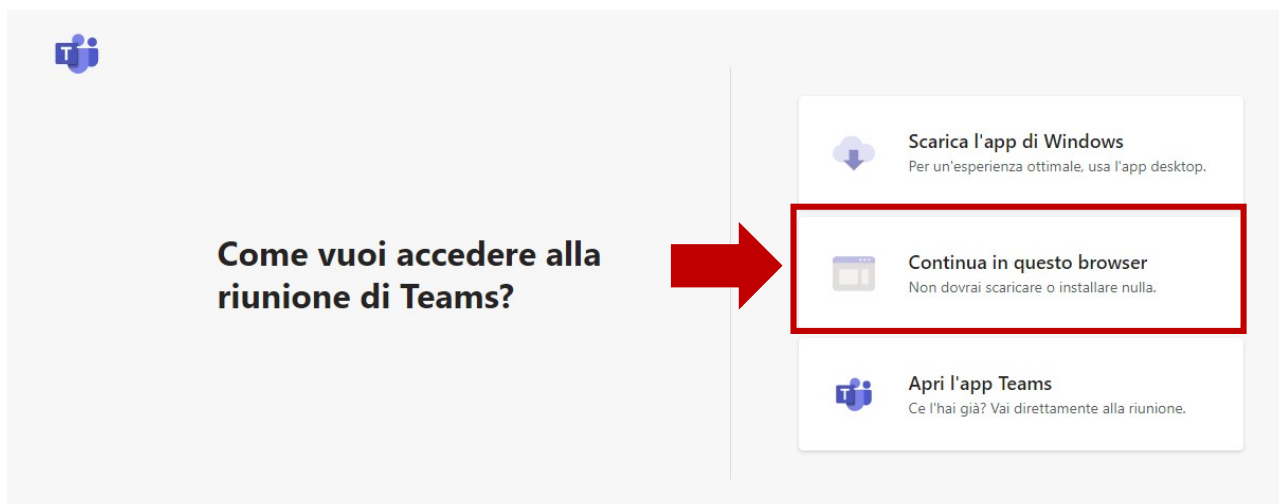 Come vuoi accedere alla
riunione di Teams?
Scarica l'app di Windows
Per un'esperienza ottimale, usa l'app desktop.
Continua in questo browser
Non dovrai scaricare o installare nulla.
Apri l'app Teams
Ce l'hai già? Vai direttamente alla riunione.